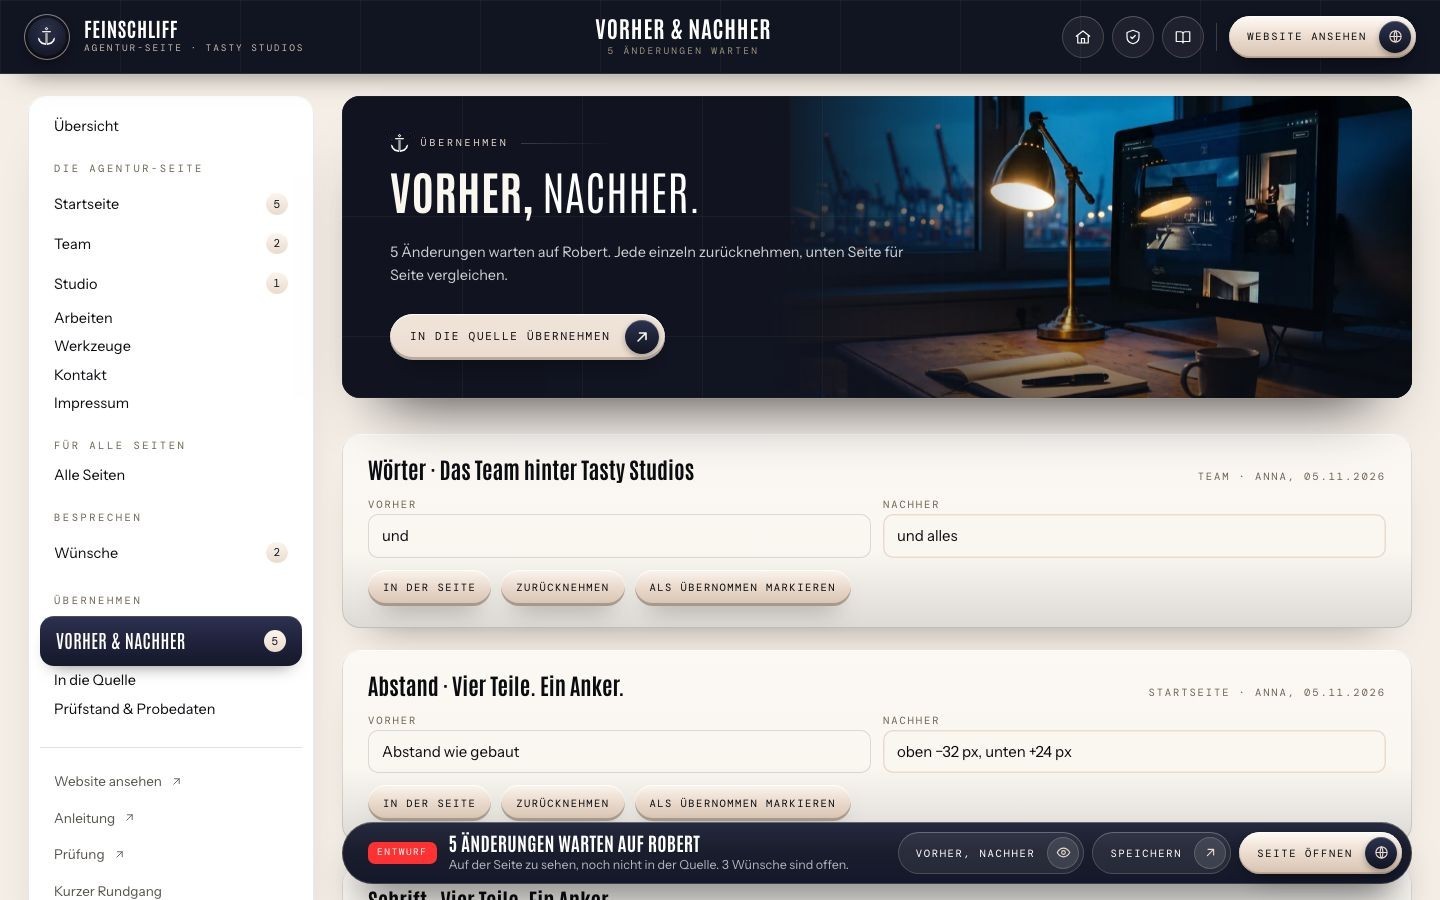 FEINSCHLIFF
AGENTUR-SEITE · TASTY STUDIOS
VORHER & NACHHER
5 ÄNDERUNGEN WARTEN
WEBSITE ANSEHEN
Übersicht
DIE AGENTUR-SEITE
Startseite 5
Team 2
Studio 1
Arbeiten
Werkzeuge
Kontakt
Impressum
FÜR ALLE SEITEN
Alle Seiten
BESPRECHEN
Wünsche 2
ÜBERNEHMEN
VORHER & NACHHER 5
In die Quelle
Prüfstand & Probedaten
Website ansehen
Anleitung
Prüfung
Kurzer Rundgang
ÜBERNEHMEN
VORHER, NACHHER.
5 Änderungen warten auf Robert. Jede einzeln zurücknehmen, unten Seite für
Seite vergleichen.
IN DIE QUELLE ÜBERNEHMEN
Wörter · Das Team hinter Tasty Studios
TEAM · ANNA, 05.11.2026
VORHER NACHHER
und und alles
IN DER SEITE ZURÜCKNEHMEN ALS ÜBERNOMMEN MARKIEREN
Abstand · Vier Teile. Ein Anker.
STARTSEITE · ANNA, 05.11.2026
VORHER NACHHER
Abstand wie gebaut oben −32 px, unten +24 px
IN DER SEITE ZURÜCKNEHMEN ALS ÜBERNOMMEN MARKIEREN
ENTWURF
5 ÄNDERUNGEN WARTEN AUF ROBERT
Auf der Seite zu sehen, noch nicht in der Quelle. 3 Wünsche sind offen.
VORHER, NACHHER
SPEICHERN
SEITE ÖFFNEN
Schrift · Vier Teile. Ein Anker.